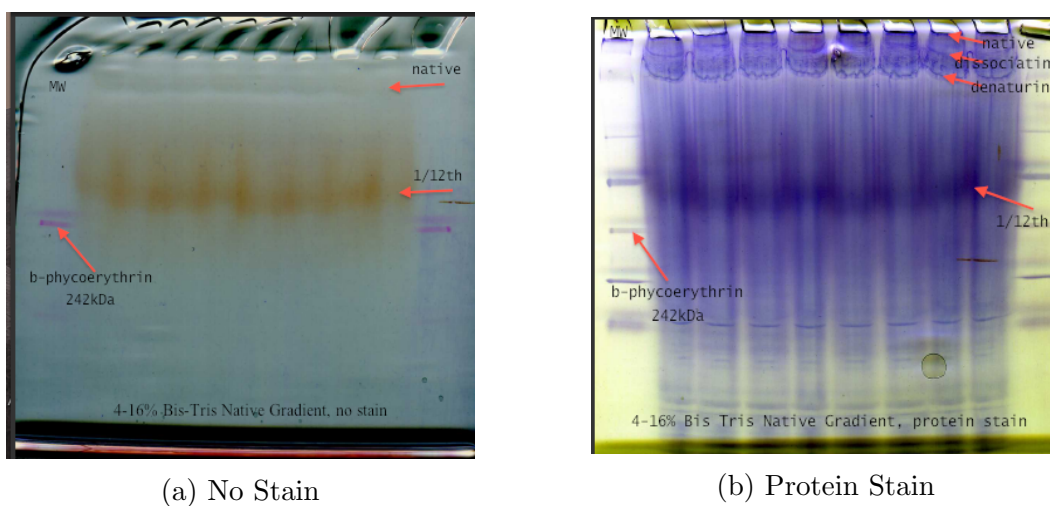 MW
native
1/12th
b-phycoerythrin
242kDa
4-16% Bis-Tris Native Gradient, no stain
(a) No Stain
MW
native
dissociatin
denaturin
1/12th
b-phycoerythrin
242kDa
4-16% Bis Tris Native Gradient, protein stain
(b) Protein Stain